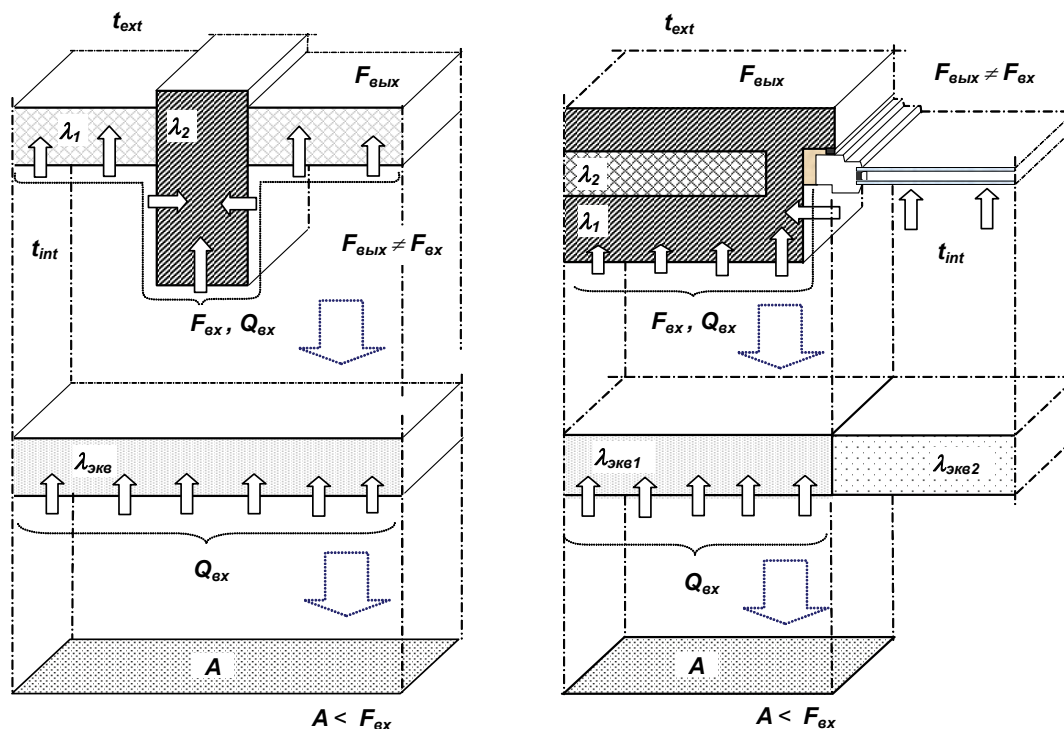 t_ext
F_вых
λ_1
λ_2
t_int
F_вых ≠ F_вх
F_вх , Q_вх
λ_экв
Q_вх
A
A < F_вх
t_ext
F_вых
F_вых ≠ F_вх
λ_2
λ_1
t_int
F_вх, Q_вх
λ_экв1
λ_экв2
Q_вх
A
A < F_вх